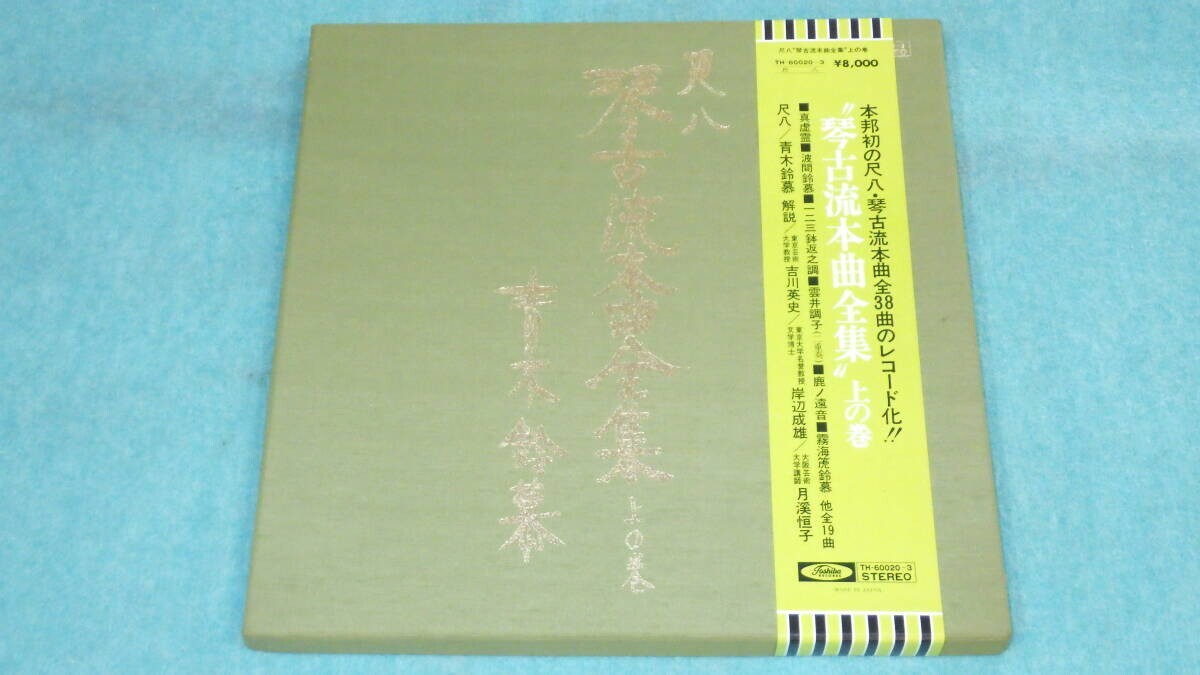 尺八
琴古流本曲全集 上の巻
青木鈴慕
尺八"琴古流本曲全集"上の巻
TH-60020-3 ¥8,000
尺八
本邦初の尺八・琴古流本曲全38曲のレコード化!!
"琴古流本曲全集"上の巻
■真虚霊■波間鈴慕■一二三鉢返之調■雲井調子(二重奏)■鹿ノ遠音■霧海箎鈴慕 他全19曲
尺八/青木鈴慕 解説/東京芸術大学教授 吉川英史/東京大学名誉教授 文学博士 岸辺成雄/大阪芸術大学講師 月溪恒子
Toshiba
RECORDS
TH-60020-3
STEREO
MADE IN JAPAN